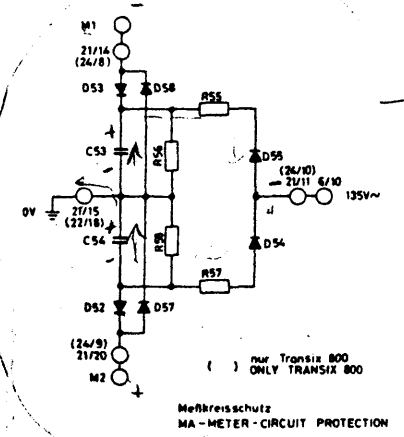 M1
21/14
(24/8)
D53
D58
R55
C53
R56
D55
(24/10)
21/11 6/10
135V~
0V
21/15
(22/18)
C54
R58
D54
R57
D52
D57
(24/9)
21/20
M2
( ) nur Transix 800
ONLY TRANSIX 800
Meßkreisschutz
MA-METER-CIRCUIT PROTECTION